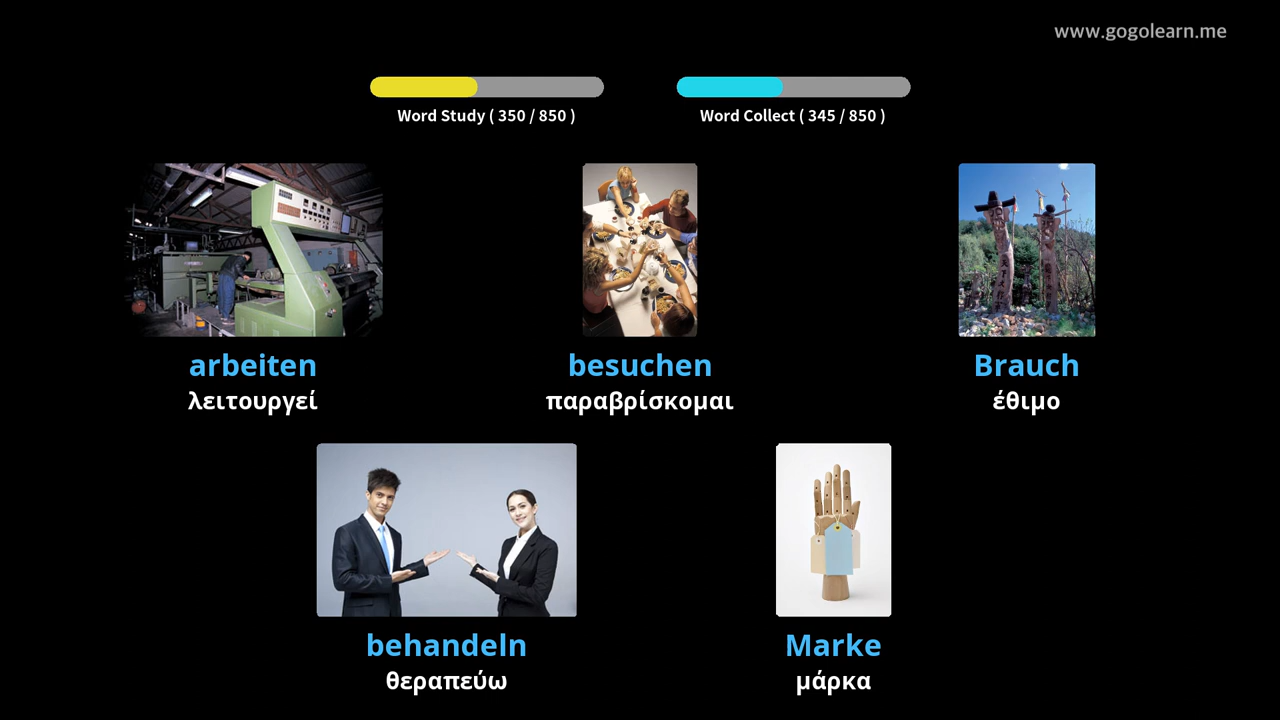 www.gogolearn.me
Word Study ( 350 / 850 )
Word Collect ( 345 / 850 )
arbeiten
λειτουργεί
besuchen
παραβρίσκομαι
Brauch
έθιμο
behandeln
θεραπεύω
Marke
μάρκα